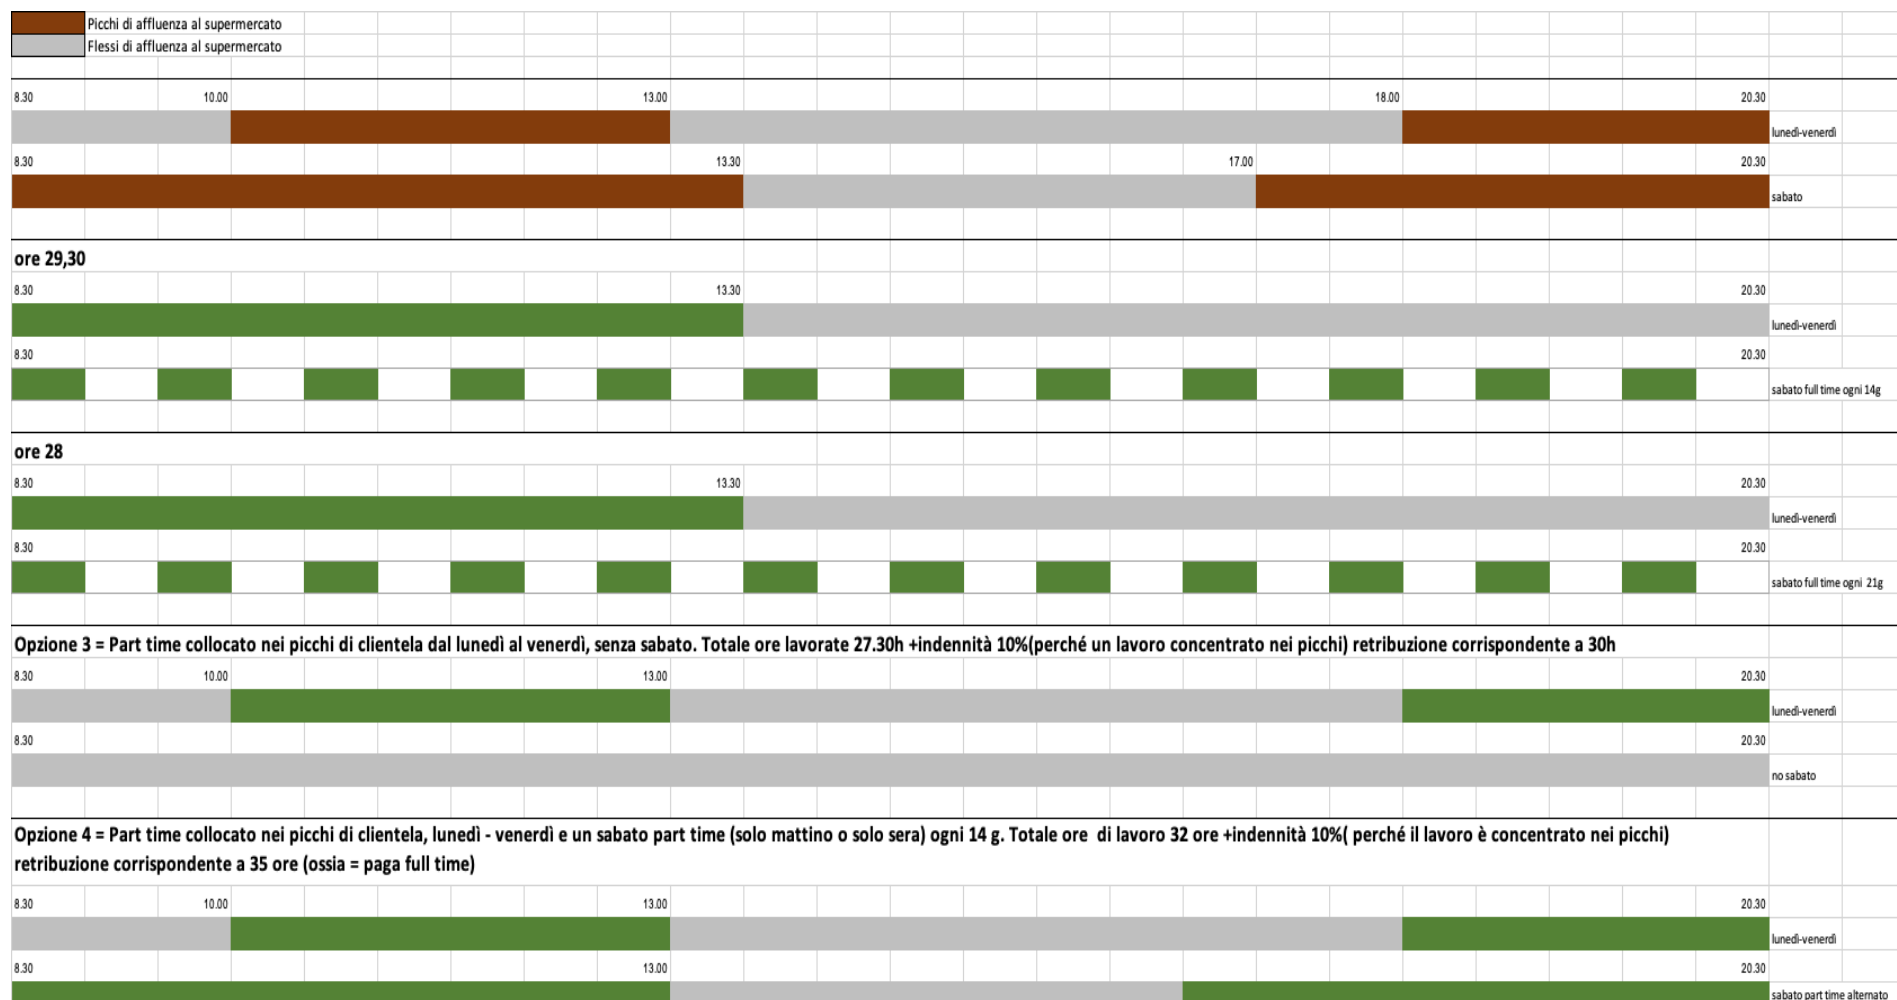 Picchi di affluenza al supermercato
Flessi di affluenza al supermercato
8.30 10.00 13.00 18.00 20.30
lunedì-venerdì
8.30 13.30 17.00 20.30
sabato
ore 29,30
8.30 13.30 20.30
lunedì-venerdì
8.30 20.30
sabato full time ogni 14g
ore 28
8.30 13.30 20.30
lunedì-venerdì
8.30 20.30
sabato full time ogni 21g
Opzione 3 = Part time collocato nei picchi di clientela dal lunedì al venerdì, senza sabato. Totale ore lavorate 27.30h +indennità 10%(perché un lavoro concentrato nei picchi) retribuzione corrispondente a 30h
8.30 10.00 13.00 20.30
lunedì-venerdì
8.30 20.30
no sabato
Opzione 4 = Part time collocato nei picchi di clientela, lunedì - venerdì e un sabato part time (solo mattino o solo sera) ogni 14 g. Totale ore di lavoro 32 ore +indennità 10%( perché il lavoro è concentrato nei picchi)
retribuzione corrispondente a 35 ore (ossia = paga full time)
8.30 10.00 13.00 20.30
lunedì-venerdì
8.30 13.00 20.30
sabato part time alternato